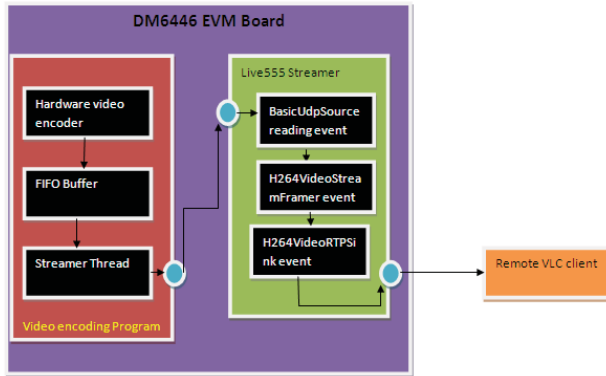 DM6446 EVM Board
Hardware video
encoder
FIFO Buffer
Streamer Thread
Video encoding Program
Live555 Streamer
BasicUdpSource
reading event
H264VideoStrea
mFramer event
H264VideoRTPSi
nk event
Remote VLC client